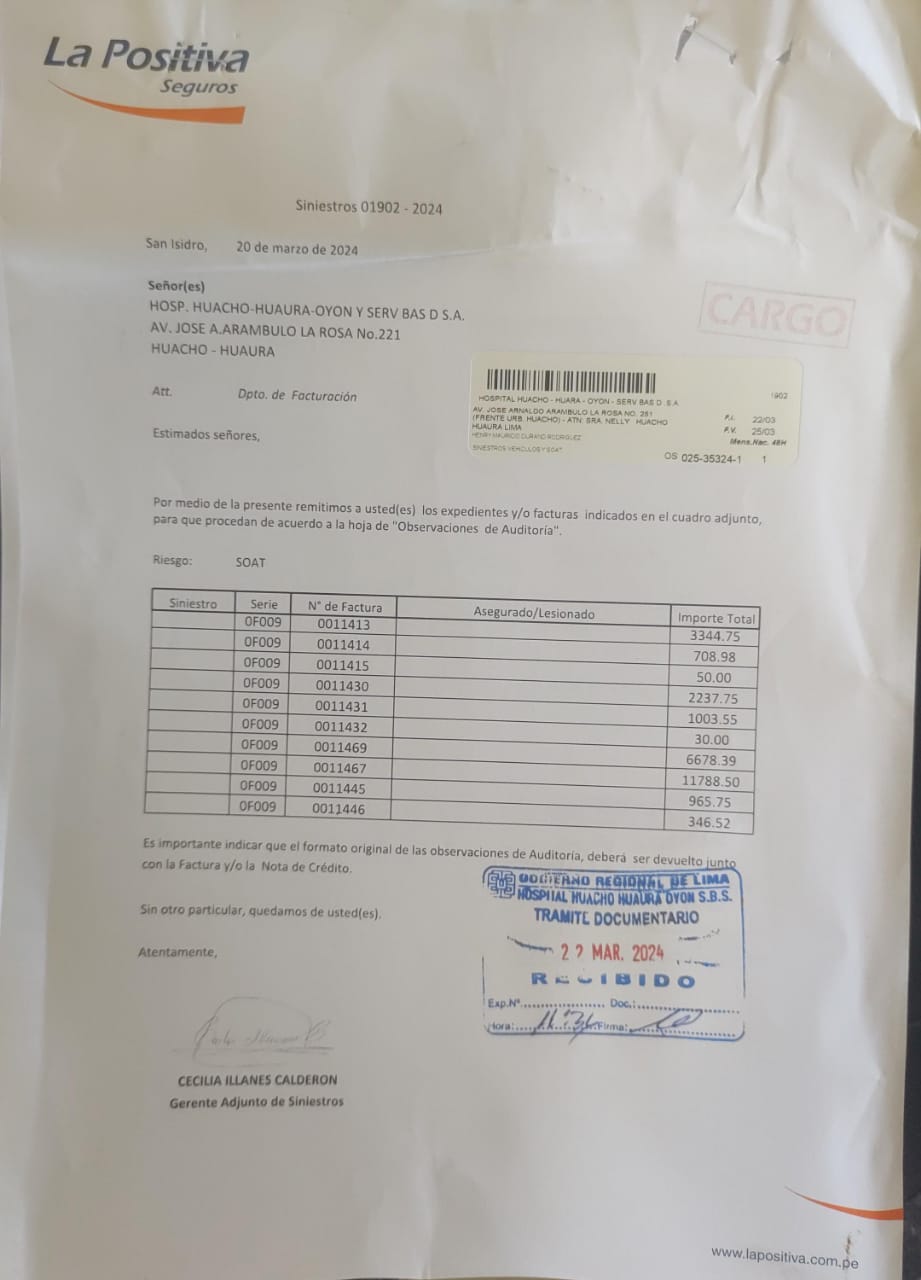 La Positiva
Seguros
Siniestros 01902 - 2024
San Isidro, 20 de marzo de 2024
Señor(es)
HOSP. HUACHO-HUAURA-OYON Y SERV BAS D S.A.
AV. JOSE A.ARAMBULO LA ROSA No.221
HUACHO - HUAURA
CARGO
Att. Dpto. de Facturación
Estimados señores,
1902
HOSPITAL HUACHO - HUARA - OYON - SERV BAS D S.A.
AV. JOSE ARNALDO ARAMBULO LA ROSA NO. 251
(FRENTE URB. HUACHO) - ATN: SRA. NELLY HUACHO
HUAURA LIMA
HENRY MAURICIO DURAND RODRIGUEZ
SINIESTROS VEHICULOS Y SOAT
P.I. 22/03
P.V. 25/03
Mens.Nac. 48H
OS 025-35324-1 1
Por medio de la presente remitimos a usted(es) los expedientes y/o facturas indicados en el cuadro adjunto,
para que procedan de acuerdo a la hoja de "Observaciones de Auditoría".
Riesgo: SOAT
Siniestro Serie N° de Factura Asegurado/Lesionado Importe Total
0F009 0011413 3344.75
0F009 0011414 708.98
0F009 0011415 50.00
0F009 0011430 2237.75
0F009 0011431 1003.55
0F009 0011432 30.00
0F009 0011469 6678.39
0F009 0011467 11788.50
0F009 0011445 965.75
0F009 0011446 346.52
Es importante indicar que el formato original de las observaciones de Auditoría, deberá ser devuelto junto
con la Factura y/o la Nota de Crédito.
Sin otro particular, quedamos de usted(es).
Atentamente,
GOBIERNO REGIONAL DE LIMA
HOSPITAL HUACHO HUAURA OYON S.B.S.
TRAMITE DOCUMENTARIO
22 MAR. 2024
RECIBIDO
Exp.N°.................... Doc.:........................
Hora:.... Firma:
CECILIA ILLANES CALDERON
Gerente Adjunto de Siniestros
www.lapositiva.com.pe